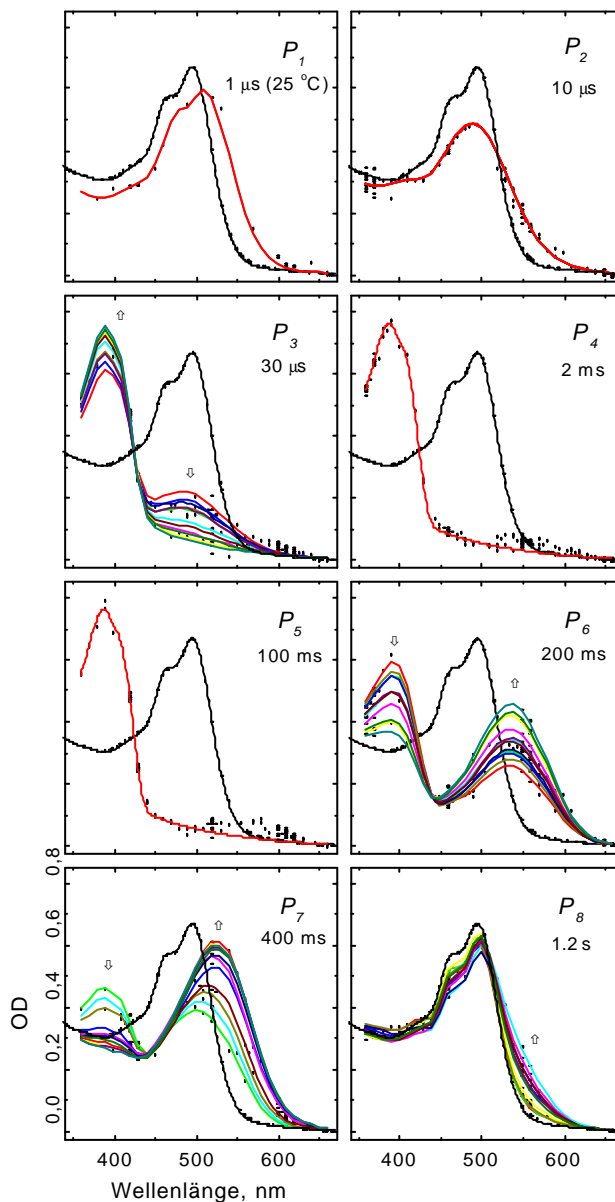 P1
1 µs (25 °C)
P2
10 µs
P3
30 µs
P4
2 ms
P5
100 ms
P6
200 ms
P7
400 ms
P8
1.2 s
OD
0,8
0,6
0,4
0,2
0,0
400 500 600
400 500 600
Wellenlänge, nm